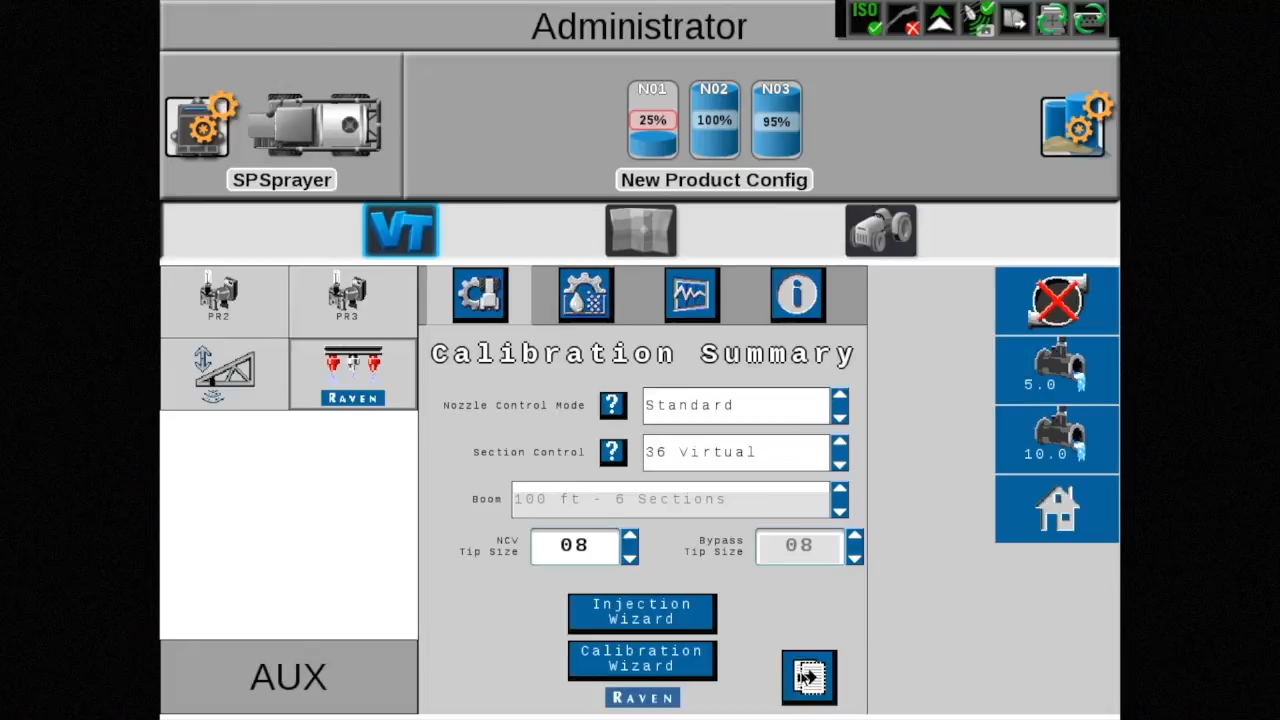 Administrator
ISO
N01
N02
N03
25%
100%
95%
SPSprayer
New Product Config
VT
PR2
PR3
RAVEN
Calibration Summary
Nozzle Control Mode
?
Standard
Section Control
?
36 Virtual
Boom
100 ft - 6 Sections
NCV
Tip Size
08
Bypass
Tip Size
08
Injection
Wizard
Calibration
Wizard
RAVEN
5.0
10.0
AUX